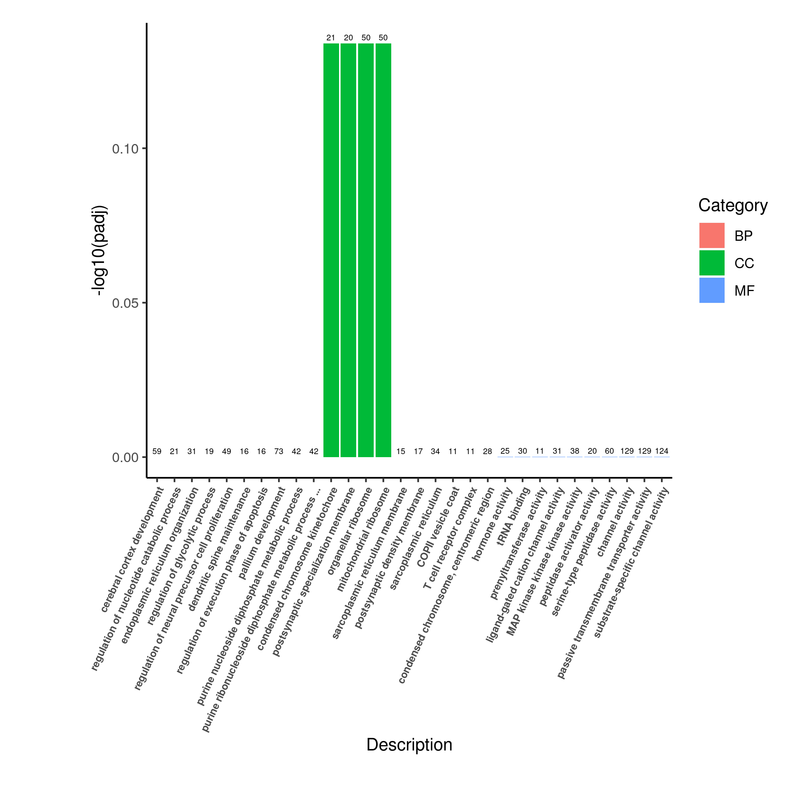 21 20 50 50
0.10
0.05
0.00
-log10(padj)
59 21 31 19 49 16 16 73 42 42 15 17 34 11 11 28 25 30 11 31 38 20 60 129 129 124
cerebral cortex development
regulation of nucleotide catabolic process
endoplasmic reticulum organization
regulation of glycolytic process
regulation of neural precursor cell proliferation
dendritic spine maintenance
regulation of execution phase of apoptosis
pallium development
purine nucleoside diphosphate metabolic process
purine ribonucleoside diphosphate metabolic process ...
condensed chromosome kinetochore
postsynaptic specialization membrane
organellar ribosome
mitochondrial ribosome
sarcoplasmic reticulum membrane
postsynaptic density membrane
sarcoplasmic reticulum
COPII vesicle coat
T cell receptor complex
condensed chromosome, centromeric region
hormone activity
tRNA binding
prenyltransferase activity
ligand-gated cation channel activity
MAP kinase kinase kinase activity
peptidase activator activity
serine-type peptidase activity
channel activity
passive transmembrane transporter activity
substrate-specific channel activity
Description
Category
BP
CC
MF